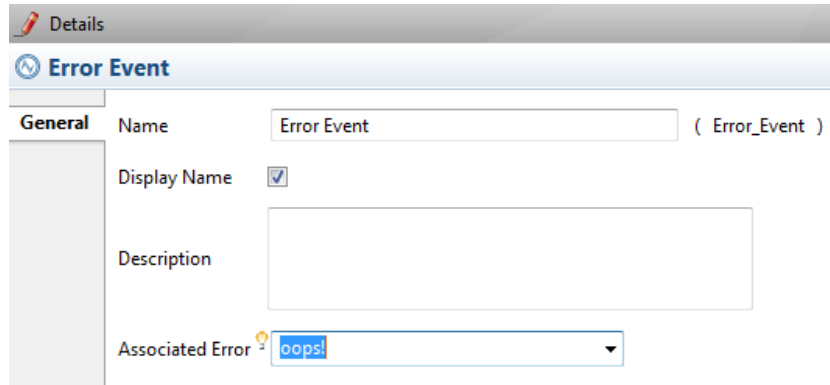 Details
Error Event
General
Name Error Event ( Error_Event )
Display Name
Description
Associated Error oops!